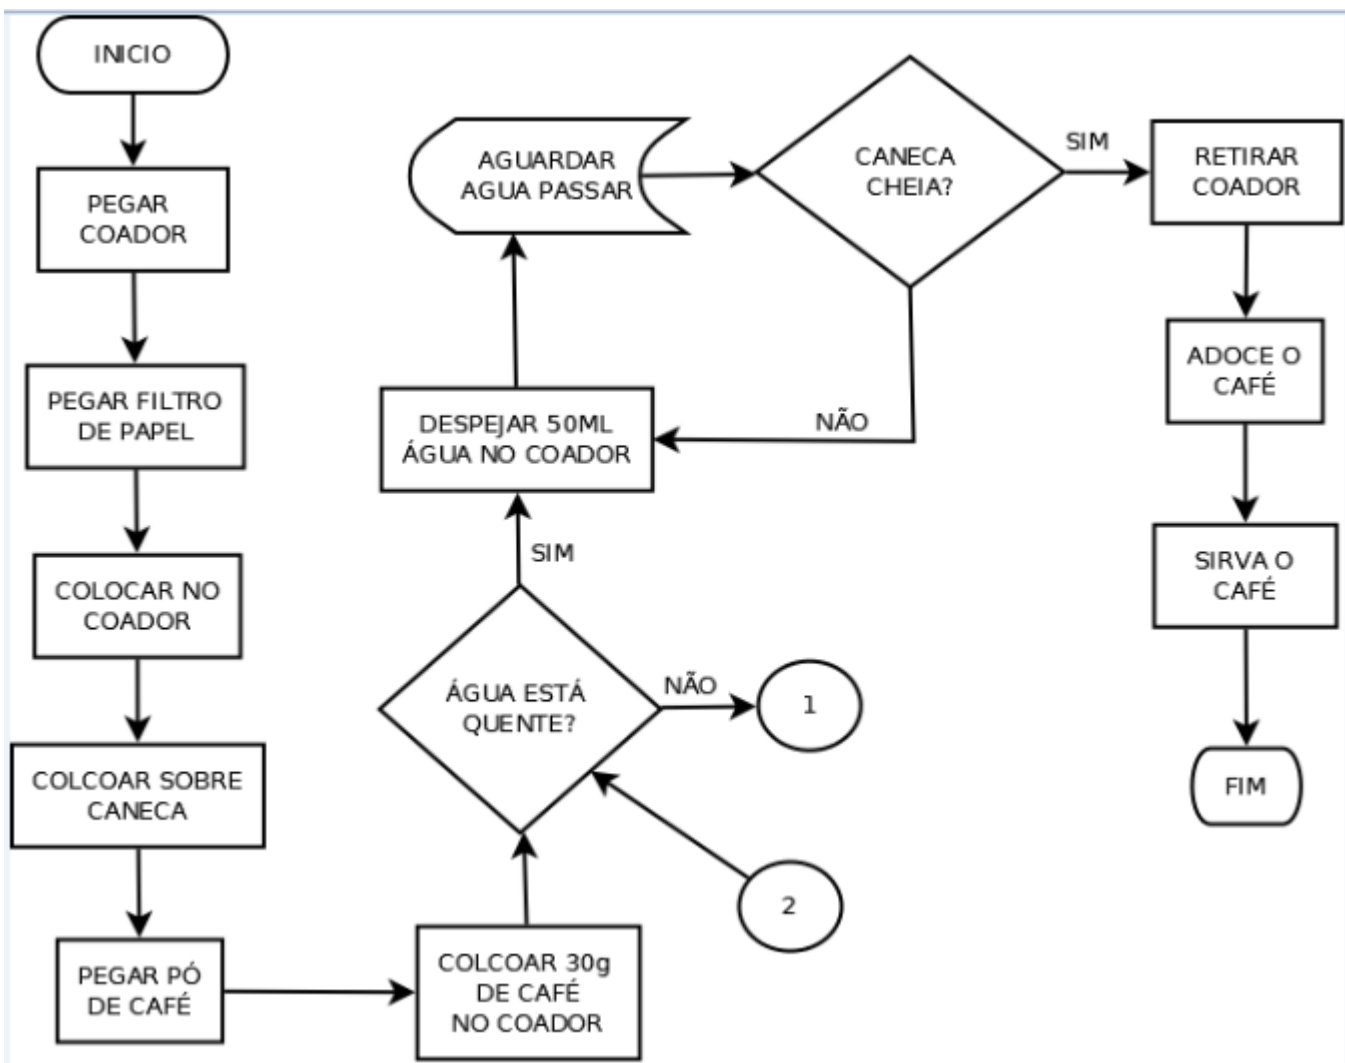 INICIO
PEGAR
COADOR
PEGAR FILTRO
DE PAPEL
COLOCAR NO
COADOR
COLCOAR SOBRE
CANECA
PEGAR PÓ
DE CAFÉ
COLCOAR 30g
DE CAFÉ
NO COADOR
ÁGUA ESTÁ
QUENTE?
NÃO
1
2
SIM
DESPEJAR 50ML
ÁGUA NO COADOR
AGUARDAR
AGUA PASSAR
CANECA
CHEIA?
NÃO
SIM
RETIRAR
COADOR
ADOCE O
CAFÉ
SIRVA O
CAFÉ
FIM